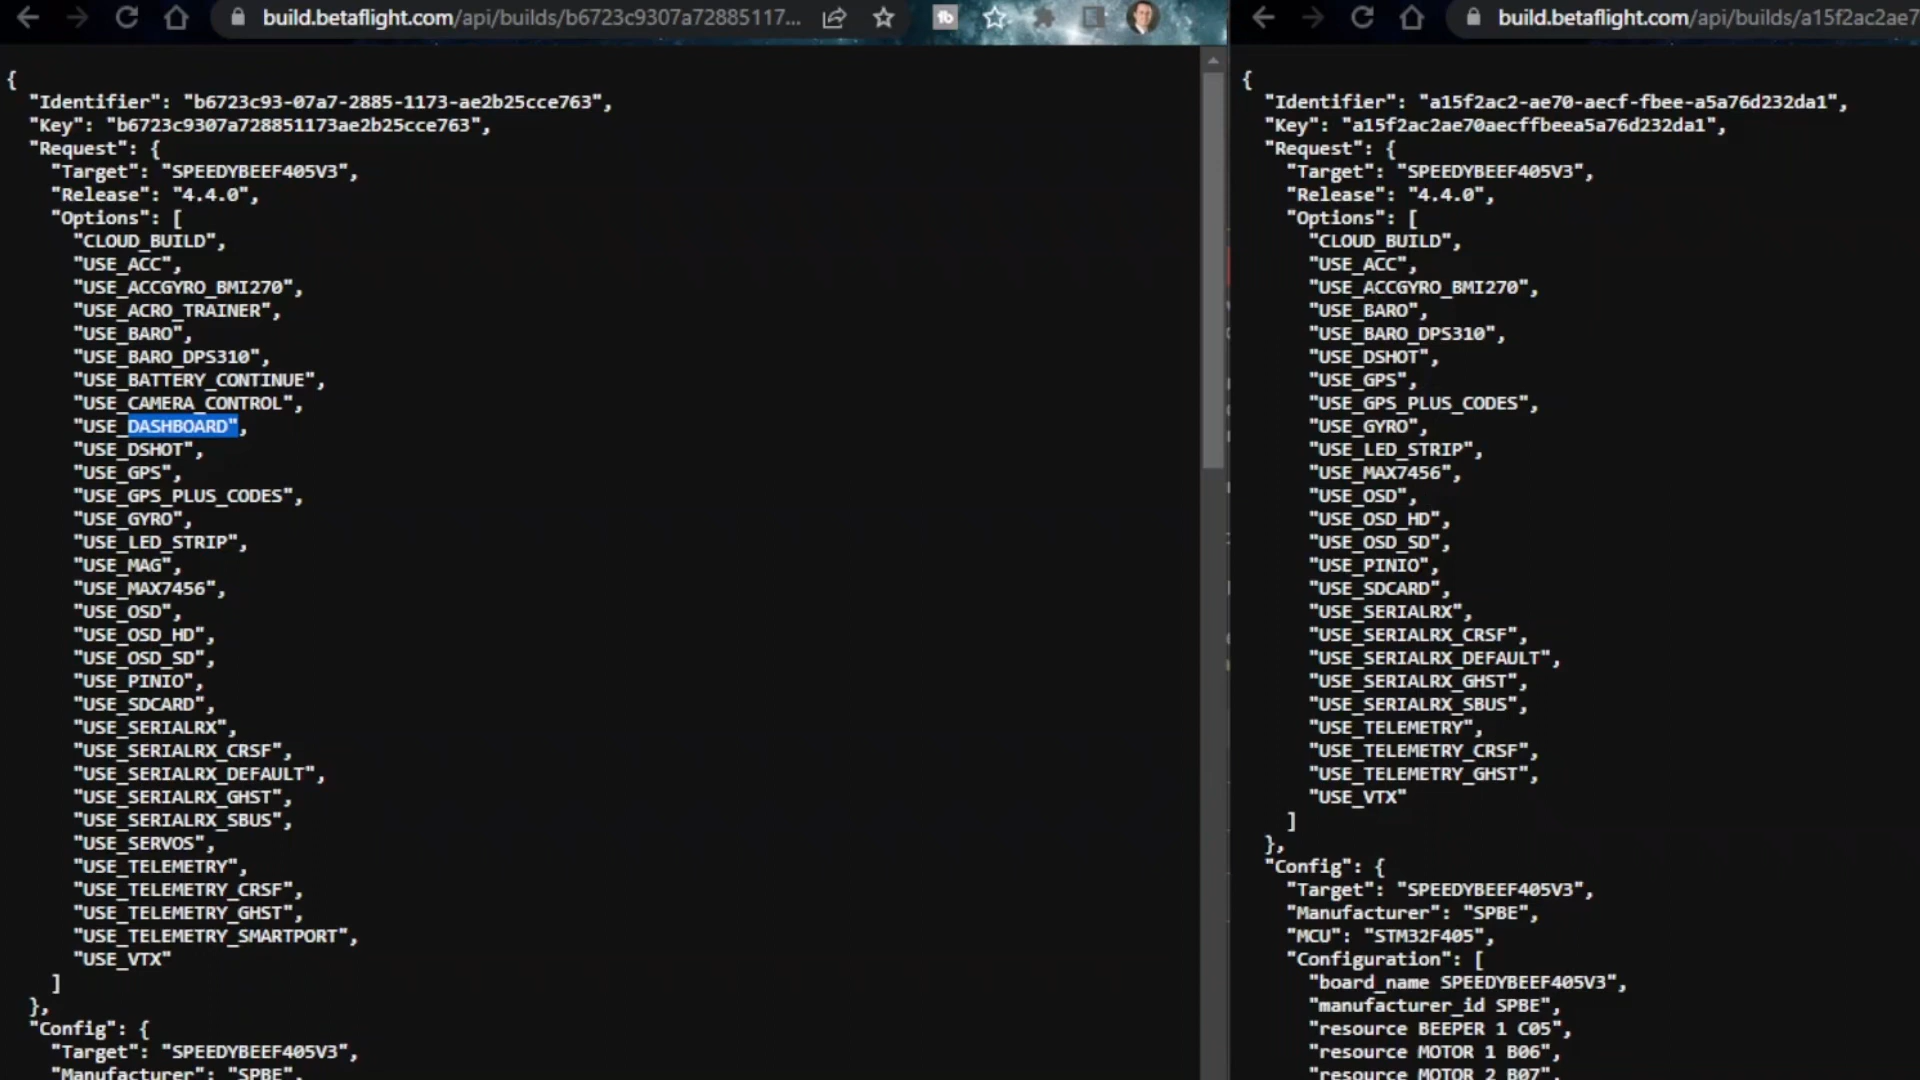 build.betaflight.com/api/builds/b6723c9307a72885117...
{
"Identifier": "b6723c93-07a7-2885-1173-ae2b25cce763",
"Key": "b6723c9307a728851173ae2b25cce763",
"Request": {
"Target": "SPEEDYBEEF405V3",
"Release": "4.4.0",
"Options": [
"CLOUD_BUILD",
"USE_ACC",
"USE_ACCGYRO_BMI270",
"USE_ACRO_TRAINER",
"USE_BARO",
"USE_BARO_DPS310",
"USE_BATTERY_CONTINUE",
"USE_CAMERA_CONTROL",
"USE_DASHBOARD",
"USE_DSHOT",
"USE_GPS",
"USE_GPS_PLUS_CODES",
"USE_GYRO",
"USE_LED_STRIP",
"USE_MAG",
"USE_MAX7456",
"USE_OSD",
"USE_OSD_HD",
"USE_OSD_SD",
"USE_PINIO",
"USE_SDCARD",
"USE_SERIALRX",
"USE_SERIALRX_CRSF",
"USE_SERIALRX_DEFAULT",
"USE_SERIALRX_GHST",
"USE_SERIALRX_SBUS",
"USE_SERVOS",
"USE_TELEMETRY",
"USE_TELEMETRY_CRSF",
"USE_TELEMETRY_GHST",
"USE_TELEMETRY_SMARTPORT",
"USE_VTX"
]
},
"Config": {
"Target": "SPEEDYBEEF405V3",
"Manufacturer": "SPBE",
build.betaflight.com/api/builds/a15f2ac2ae7
{
"Identifier": "a15f2ac2-ae70-aecf-fbee-a5a76d232da1",
"Key": "a15f2ac2ae70aecffbeea5a76d232da1",
"Request": {
"Target": "SPEEDYBEEF405V3",
"Release": "4.4.0",
"Options": [
"CLOUD_BUILD",
"USE_ACC",
"USE_ACCGYRO_BMI270",
"USE_BARO",
"USE_BARO_DPS310",
"USE_DSHOT",
"USE_GPS",
"USE_GPS_PLUS_CODES",
"USE_GYRO",
"USE_LED_STRIP",
"USE_MAX7456",
"USE_OSD",
"USE_OSD_HD",
"USE_OSD_SD",
"USE_PINIO",
"USE_SDCARD",
"USE_SERIALRX",
"USE_SERIALRX_CRSF",
"USE_SERIALRX_DEFAULT",
"USE_SERIALRX_GHST",
"USE_SERIALRX_SBUS",
"USE_TELEMETRY",
"USE_TELEMETRY_CRSF",
"USE_TELEMETRY_GHST",
"USE_VTX"
]
},
"Config": {
"Target": "SPEEDYBEEF405V3",
"Manufacturer": "SPBE",
"MCU": "STM32F405",
"Configuration": [
"board_name SPEEDYBEEF405V3",
"manufacturer_id SPBE",
"resource BEEPER 1 C05",
"resource MOTOR 1 B06",
"resource MOTOR 2 B07",